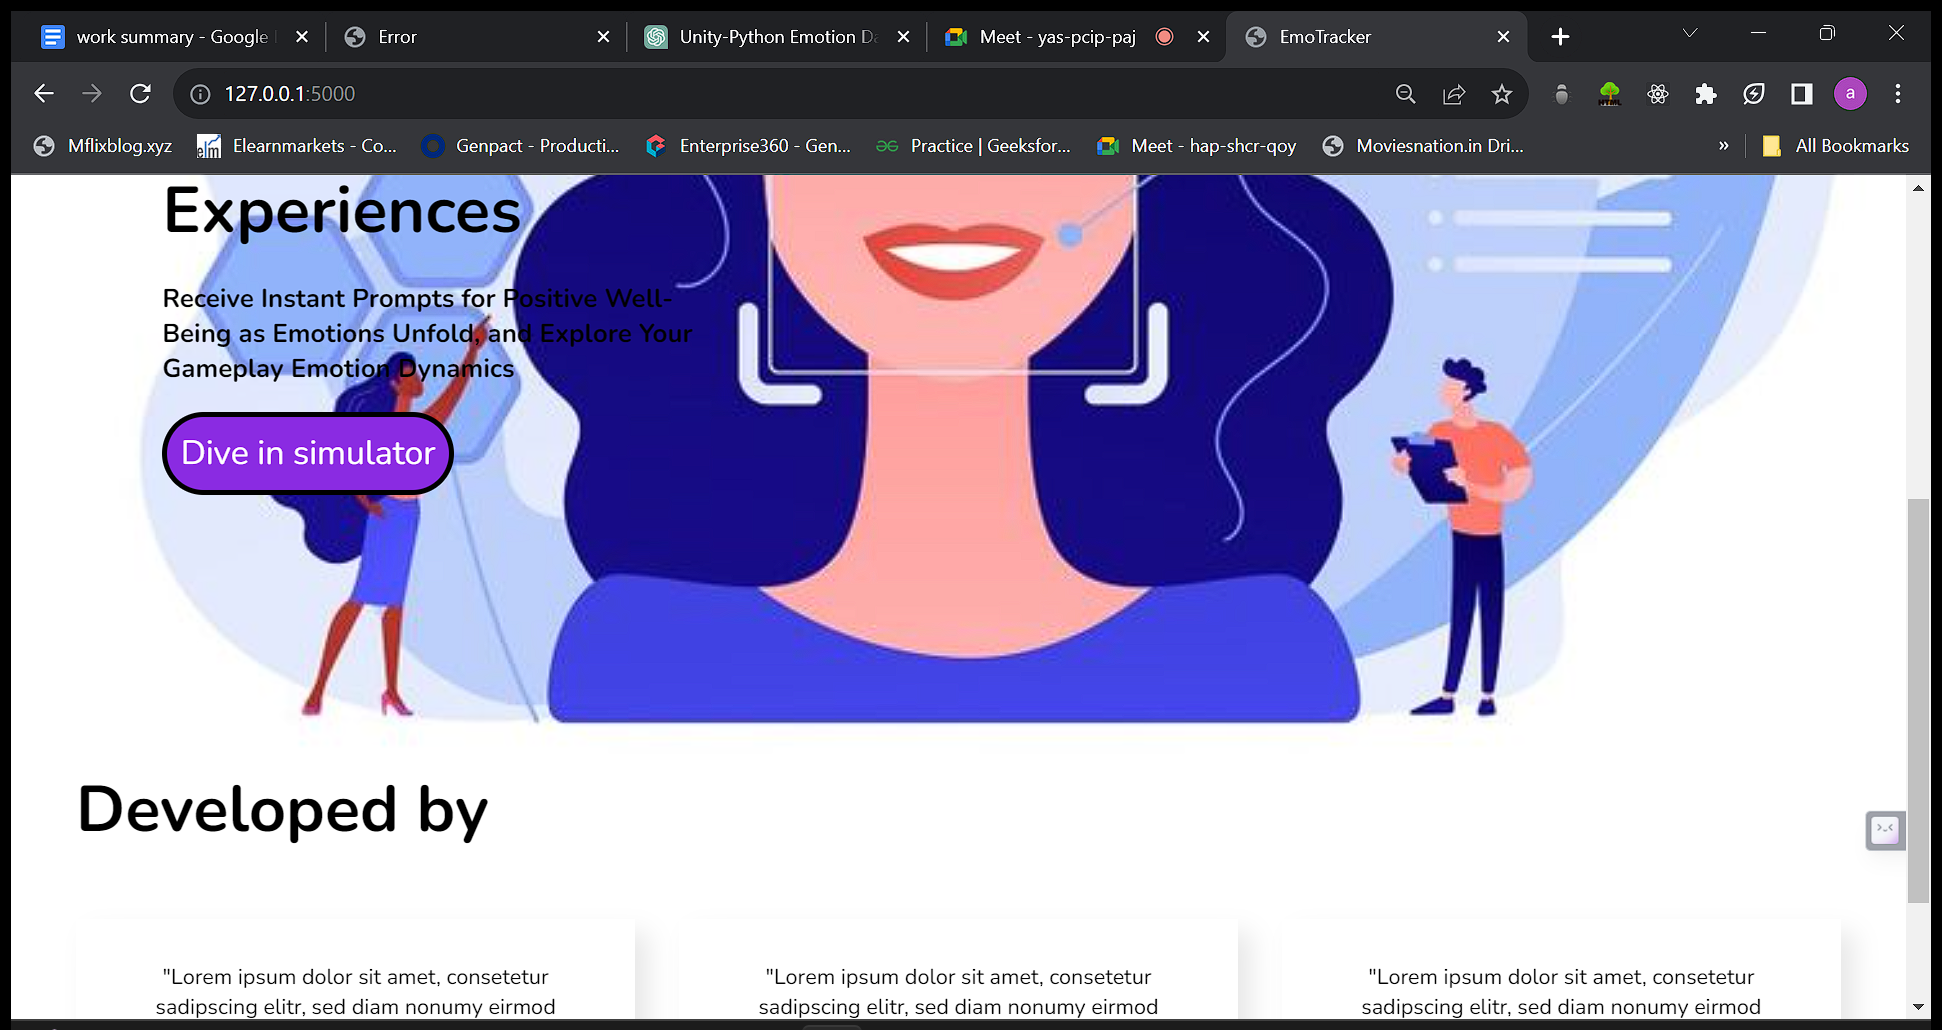 work summary - Google
Error
Unity-Python Emotion Da
Meet - yas-pcip-paj
EmoTracker
127.0.0.1:5000
a
Mflixblog.xyz
elm
Elearnmarkets - Co...
Genpact - Producti...
Enterprise360 - Gen...
Practice | Geeksfor...
Meet - hap-shcr-qoy
Moviesnation.in Dri...
»
All Bookmarks
Experiences
Receive Instant Prompts for Positive Well-
Being as Emotions Unfold, and Explore Your
Gameplay Emotion Dynamics
Dive in simulator
Developed by
"Lorem ipsum dolor sit amet, consetetur
sadipscing elitr, sed diam nonumy eirmod
"Lorem ipsum dolor sit amet, consetetur
sadipscing elitr, sed diam nonumy eirmod
"Lorem ipsum dolor sit amet, consetetur
sadipscing elitr, sed diam nonumy eirmod